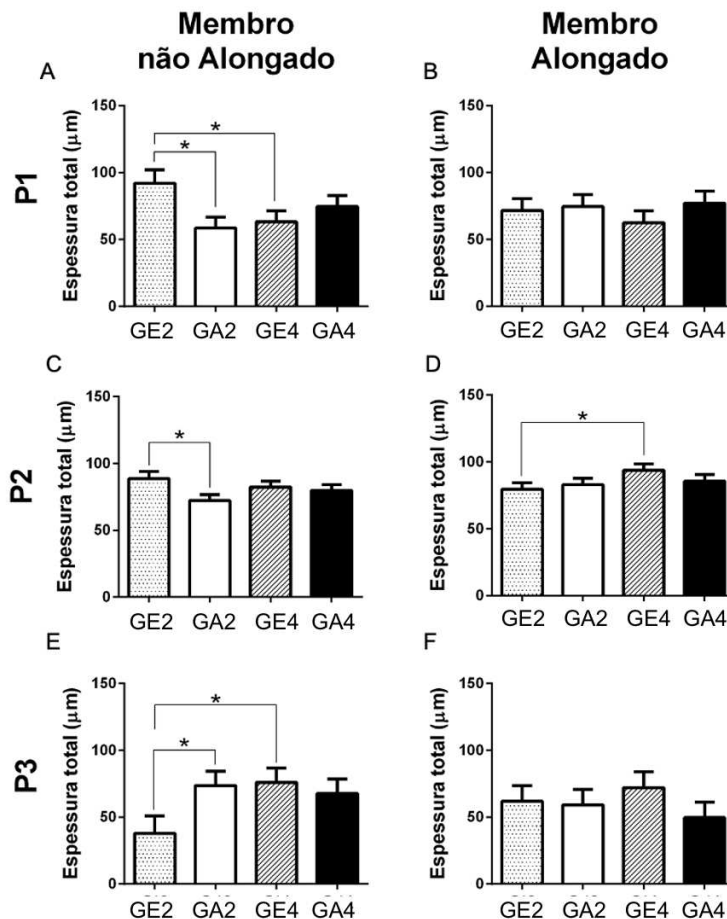 Membro
não Alongado
Membro
Alongado
A
B
P1
Espessura total (μm)
150
100
50
0
*
*
GE2 GA2 GE4 GA4
Espessura total (μm)
150
100
50
0
GE2 GA2 GE4 GA4
C
D
P2
Espessura total (μm)
150
100
50
0
*
GE2 GA2 GE4 GA4
Espessura total (μm)
150
100
50
0
*
GE2 GA2 GE4 GA4
E
F
P3
Espessura total (μm)
150
100
50
0
*
*
GE2 GA2 GE4 GA4
Espessura total (μm)
150
100
50
0
GE2 GA2 GE4 GA4